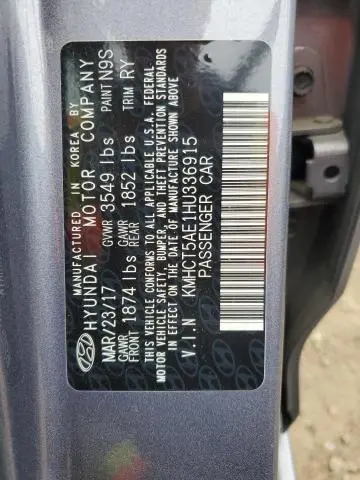 MANUFACTURED IN KOREA BY
HYUNDAI MOTOR COMPANY
MAR/23/17 GVWR 3549 lbs PAINT N9S
GAWR FRONT 1874 lbs GAWR REAR 1852 lbs TRIM RY
THIS VEHICLE CONFORMS TO ALL APPLICABLE U.S.A. FEDERAL
MOTOR VEHICLE SAFETY, BUMPER, AND THEFT PREVENTION STANDARDS
IN EFFECT ON THE DATE OF MANUFACTURE SHOWN ABOVE
V.I.N KMHCT5AE1HU336915
PASSENGER CAR